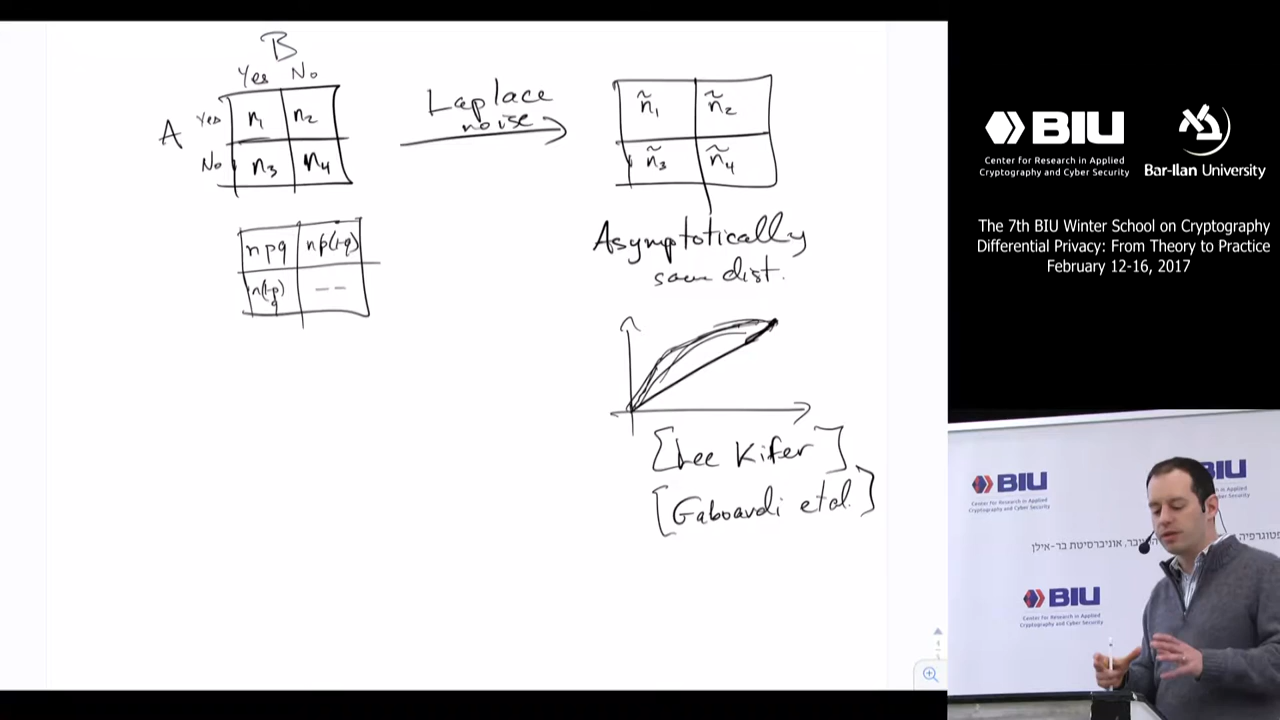 B
Yes No
A Yes n1 n2
No n3 n4
Laplace
noise
ñ1 ñ2
ñ3 ñ4
npq np(1-q)
n(1-p)q --
Asymptotically
same dist.
[Lee Kifer]
[Gaboardi et al.]
BIU
Center for Research in Applied
Cryptography and Cyber Security
Bar-Ilan University
The 7th BIU Winter School on Cryptography
Differential Privacy: From Theory to Practice
February 12-16, 2017
BIU
Center for Research in Applied
Cryptography and Cyber Security
BIU
אוניברסיטת בר-אילן
BIU
Center for Research in Applied
Cryptography and Cyber Security